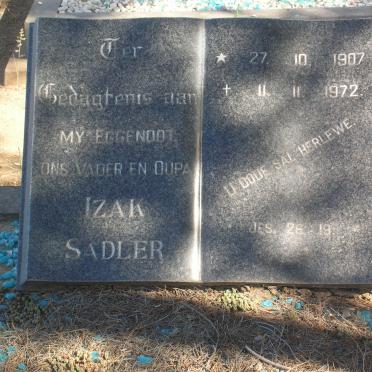 Ter
Gedagtenis aan
MY EGGENOOT,
ONS VADER EN OUPA
IZAK
SADLER
* 27. 10. 1907.
† 11. 11. 1972.
U DOOIE SAL HERLEWE.
JES. 26. 19.